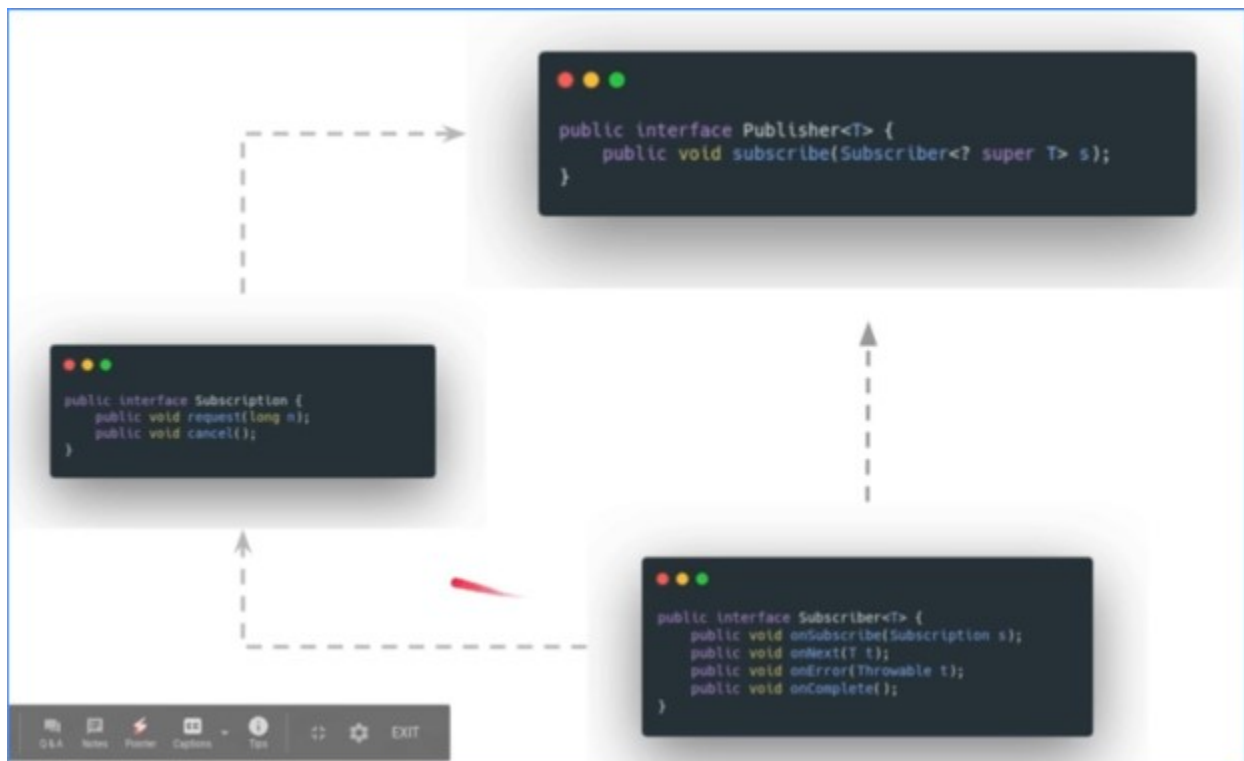 public interface Publisher<T> {
public void subscribe(Subscriber<? super T> s);
}
public interface Subscription {
public void request(long n);
public void cancel();
}
public interface Subscriber<T> {
public void onSubscribe(Subscription s);
public void onNext(T t);
public void onError(Throwable t);
public void onComplete();
}
Q & A Notes Pointer Captions Tips EXIT